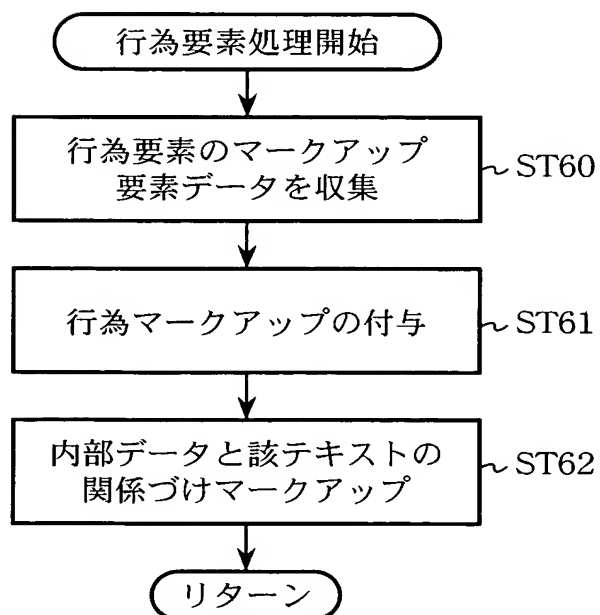 行為要素処理開始
行為要素のマークアップ
要素データを収集
ST60
行為マークアップの付与
ST61
内部データと該テキストの
関係づけマークアップ
ST62
リターン